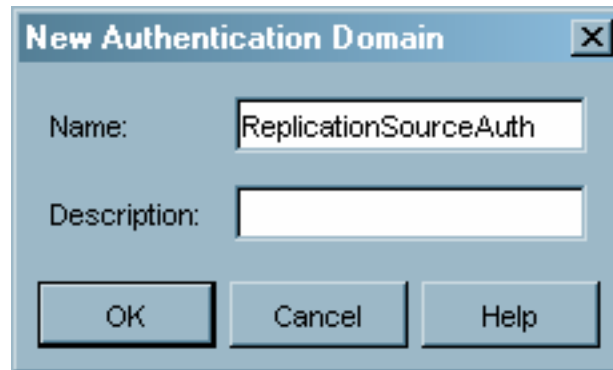 New Authentication Domain
Name: ReplicationSourceAuth
Description:
OK Cancel Help